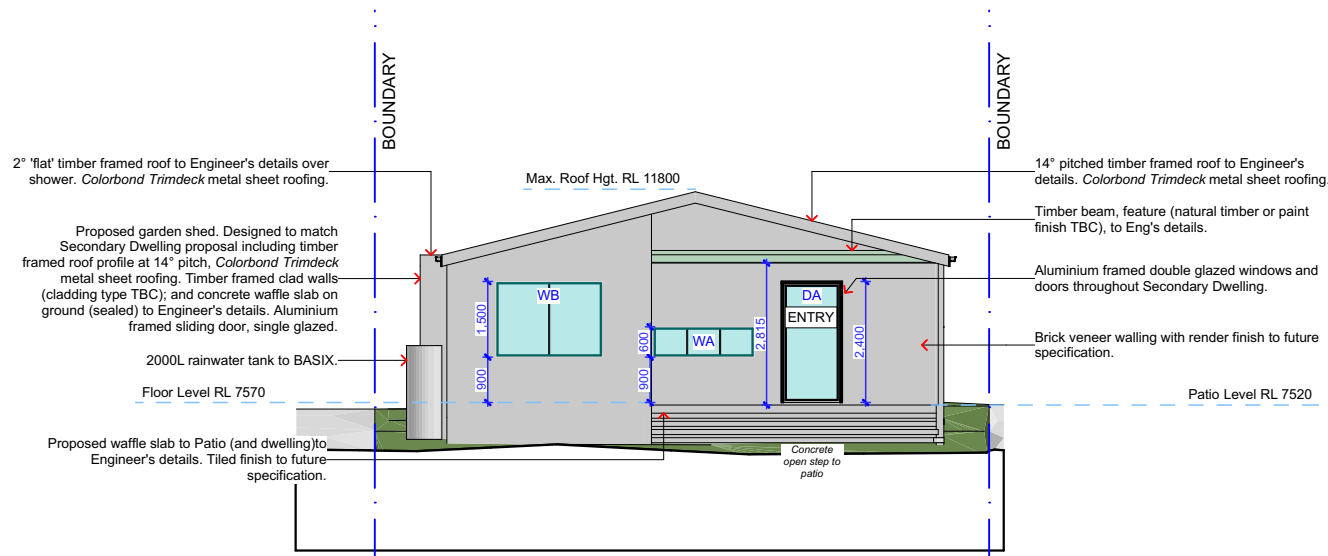 BOUNDARY
BOUNDARY
2° 'flat' timber framed roof to Engineer's details over
shower. Colorbond Trimdeck metal sheet roofing.
Proposed garden shed. Designed to match
Secondary Dwelling proposal including timber
framed roof profile at 14° pitch, Colorbond Trimdeck
metal sheet roofing. Timber framed clad walls
(cladding type TBC); and concrete waffle slab on
ground (sealed) to Engineer's details. Aluminium
framed sliding door, single glazed.
2000L rainwater tank to BASIX.
Floor Level RL 7570
Proposed waffle slab to Patio (and dwelling)to
Engineer's details. Tiled finish to future
specification.
Max. Roof Hgt. RL 11800
WB
1,500
900
WA
600
900
2,815
DA
ENTRY
2,400
Concrete
open step to
patio
14° pitched timber framed roof to Engineer's
details. Colorbond Trimdeck metal sheet roofing.
Timber beam, feature (natural timber or paint
finish TBC), to Eng's details.
Aluminium framed double glazed windows and
doors throughout Secondary Dwelling.
Brick veneer walling with render finish to future
specification.
Patio Level RL 7520